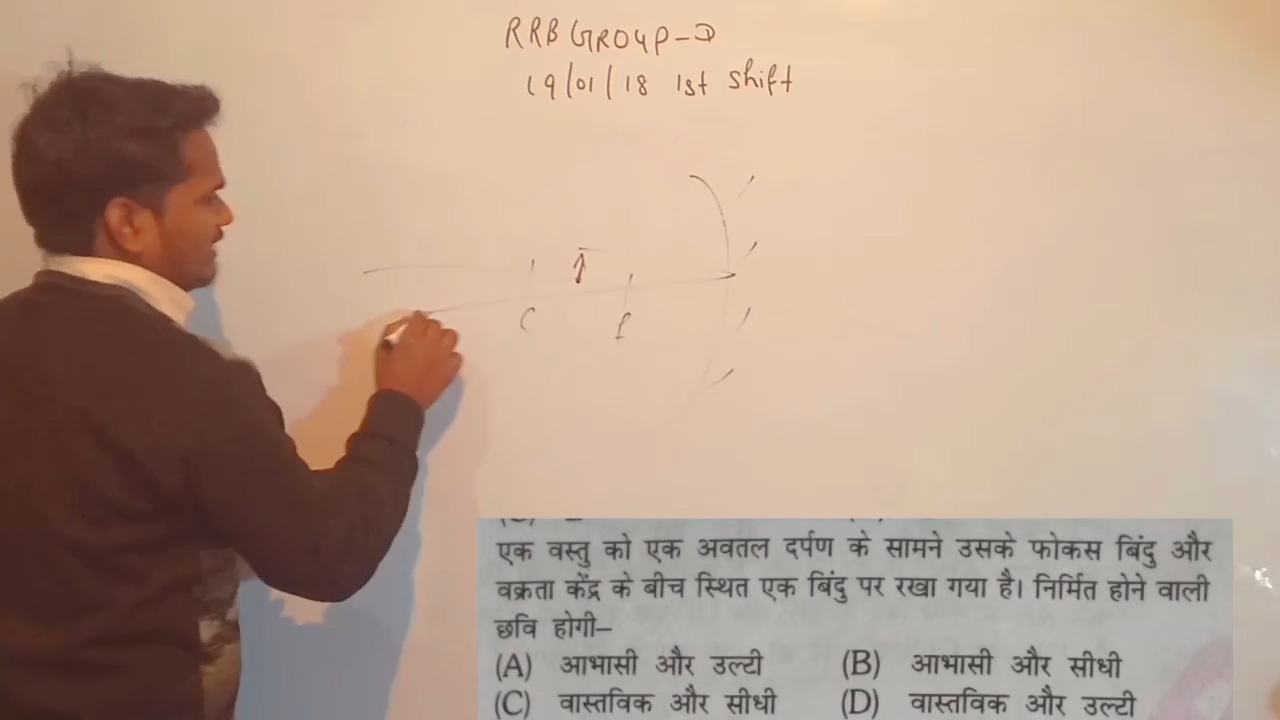 RRB GROUP-D
19/01/18 1st shift
C
F
एक वस्तु को एक अवतल दर्पण के सामने उसके फोकस बिंदु और
वक्रता केंद्र के बीच स्थित एक बिंदु पर रखा गया है। निर्मित होने वाली
छवि होगी–
(A) आभासी और उल्टी (B) आभासी और सीधी
(C) वास्तविक और सीधी (D) वास्तविक और उल्टी